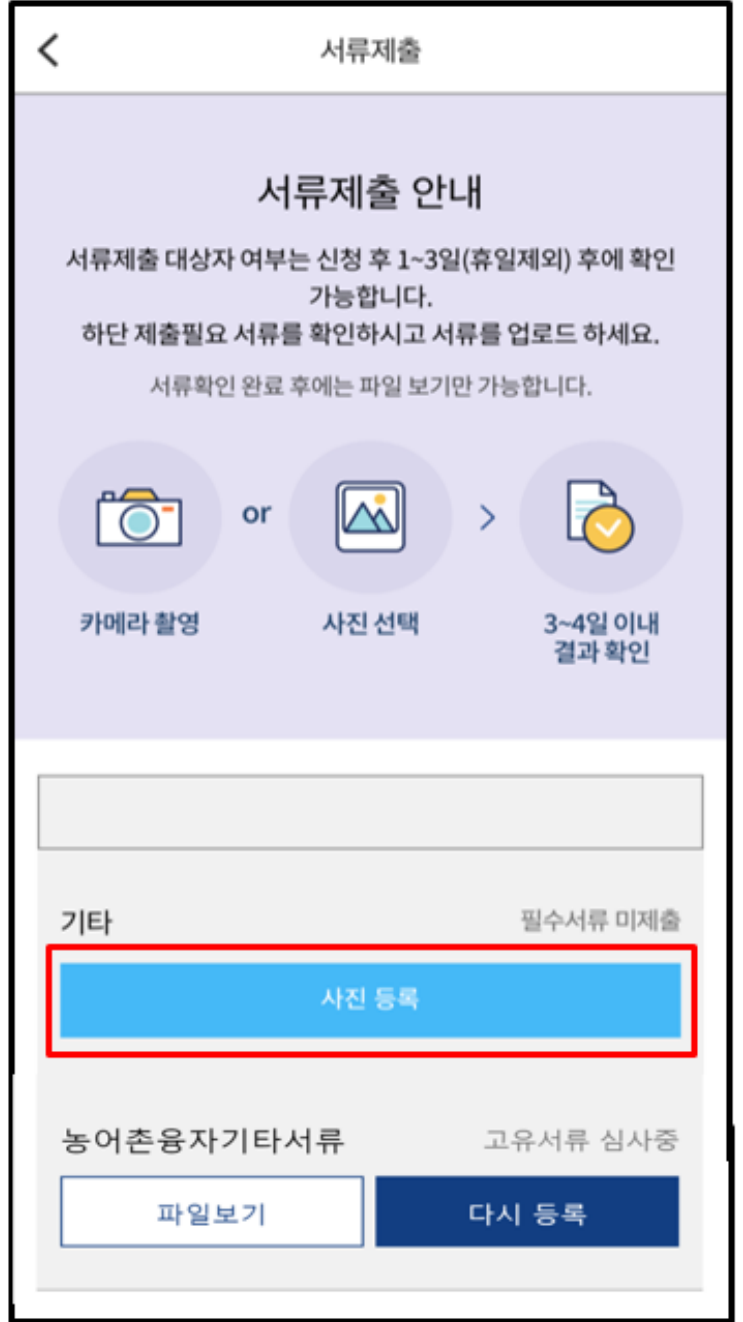 서류제출
서류제출 안내
서류제출 대상자 여부는 신청 후 1~3일(휴일제외) 후에 확인
가능합니다.
하단 제출필요 서류를 확인하시고 서류를 업로드 하세요.
서류확인 완료 후에는 파일 보기만 가능합니다.
or
카메라 촬영 사진 선택 3~4일 이내
결과 확인
기타 필수서류 미제출
사진 등록
농어촌융자기타서류 고유서류 심사중
파일보기 다시 등록